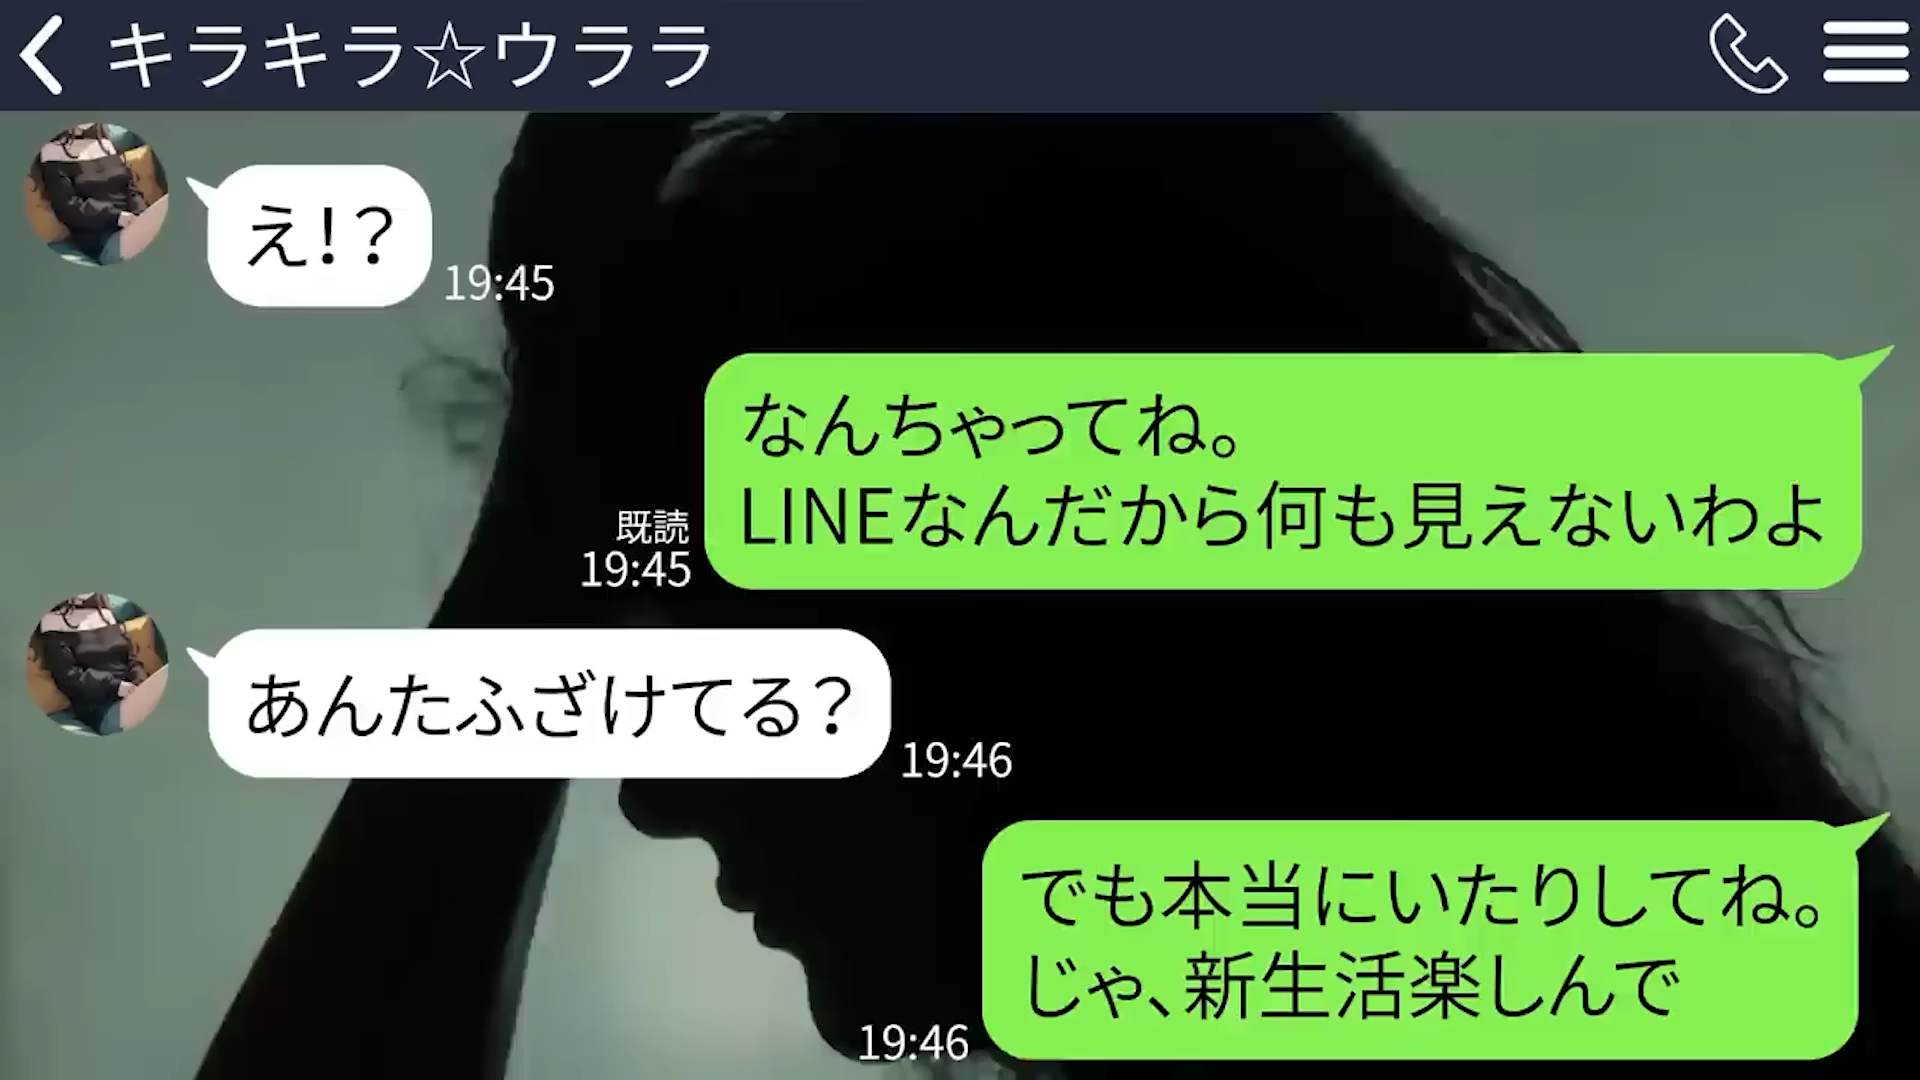 キラキラ☆ウララ
え!？
19:45
なんちゃってね。
LINEなんだから何も見えないわよ
既読
19:45
あんたふざけてる？
19:46
でも本当にいたりしてね。
じゃ、新生活楽しんで
19:46